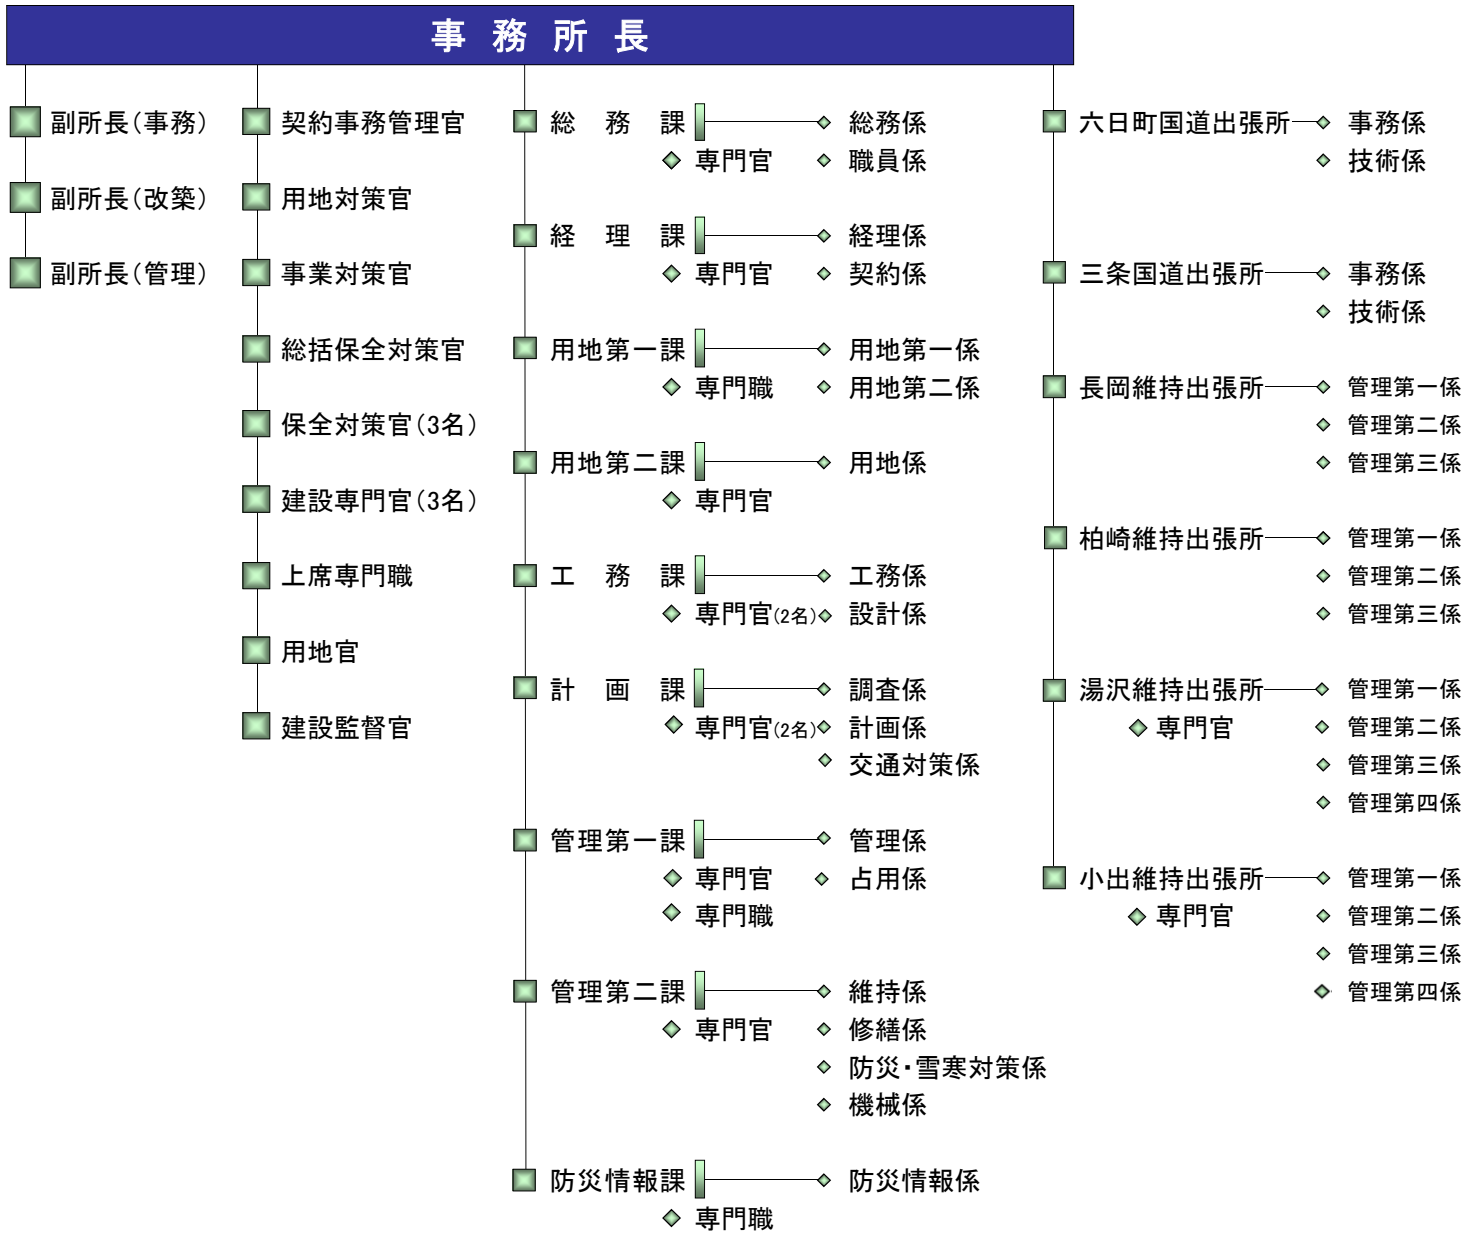 事 務 所 長
副所長（事務）
副所長（改築）
副所長（管理）
契約事務管理官
用地対策官
事業対策官
総括保全対策官
保全対策官（3名）
建設専門官（3名）
上席専門職
用地官
建設監督官
総 務 課
総務係
専門官
職員係
経 理 課
経理係
専門官
契約係
用地第一課
用地第一係
専門職
用地第二係
用地第二課
用地係
専門官
工 務 課
工務係
専門官(2名)
設計係
計 画 課
調査係
専門官(2名)
計画係
交通対策係
管理第一課
管理係
専門官
占用係
専門職
管理第二課
維持係
専門官
修繕係
防災・雪寒対策係
機械係
防災情報課
防災情報係
専門職
六日町国道出張所
事務係
技術係
三条国道出張所
事務係
技術係
長岡維持出張所
管理第一係
管理第二係
管理第三係
柏崎維持出張所
管理第一係
管理第二係
管理第三係
湯沢維持出張所
管理第一係
専門官
管理第二係
管理第三係
管理第四係
小出維持出張所
管理第一係
専門官
管理第二係
管理第三係
管理第四係